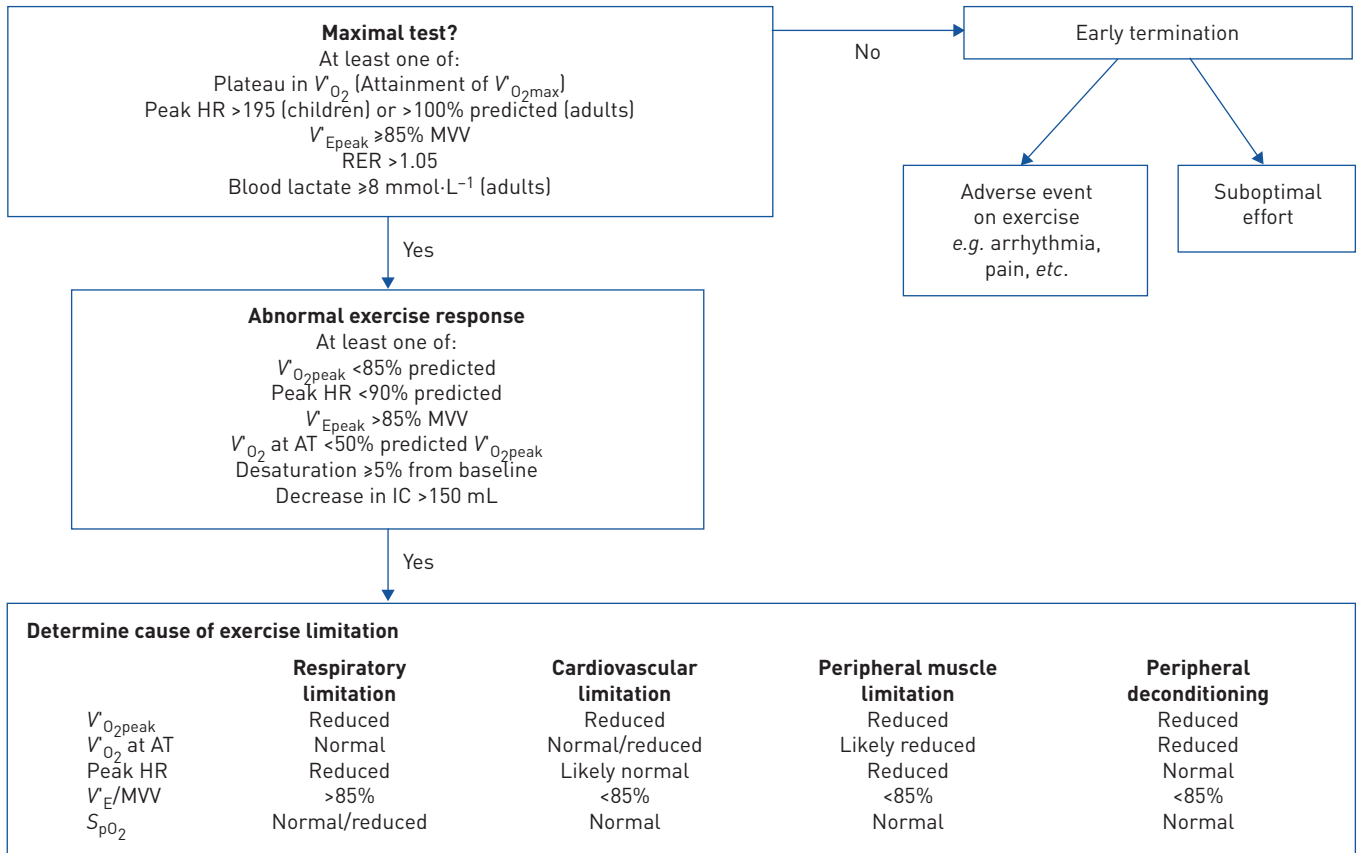 Maximal test?
At least one of:
Plateau in V'O2 (Attainment of V'O2max)
Peak HR >195 (children) or >100% predicted (adults)
V'Epeak ≥85% MVV
RER >1.05
Blood lactate ≥8 mmol·L−1 (adults)
No
Early termination
Adverse event
on exercise
e.g. arrhythmia,
pain, etc.
Suboptimal
effort
Yes
Abnormal exercise response
At least one of:
V'O2peak <85% predicted
Peak HR <90% predicted
V'Epeak >85% MVV
V'O2 at AT <50% predicted V'O2peak
Desaturation ≥5% from baseline
Decrease in IC >150 mL
Yes
Determine cause of exercise limitation
Respiratory Cardiovascular Peripheral muscle Peripheral
limitation limitation limitation deconditioning
V'O2peak Reduced Reduced Reduced Reduced
V'O2 at AT Normal Normal/reduced Likely reduced Reduced
Peak HR Reduced Likely normal Reduced Normal
V'E/MVV >85% <85% <85% <85%
SpO2 Normal/reduced Normal Normal Normal